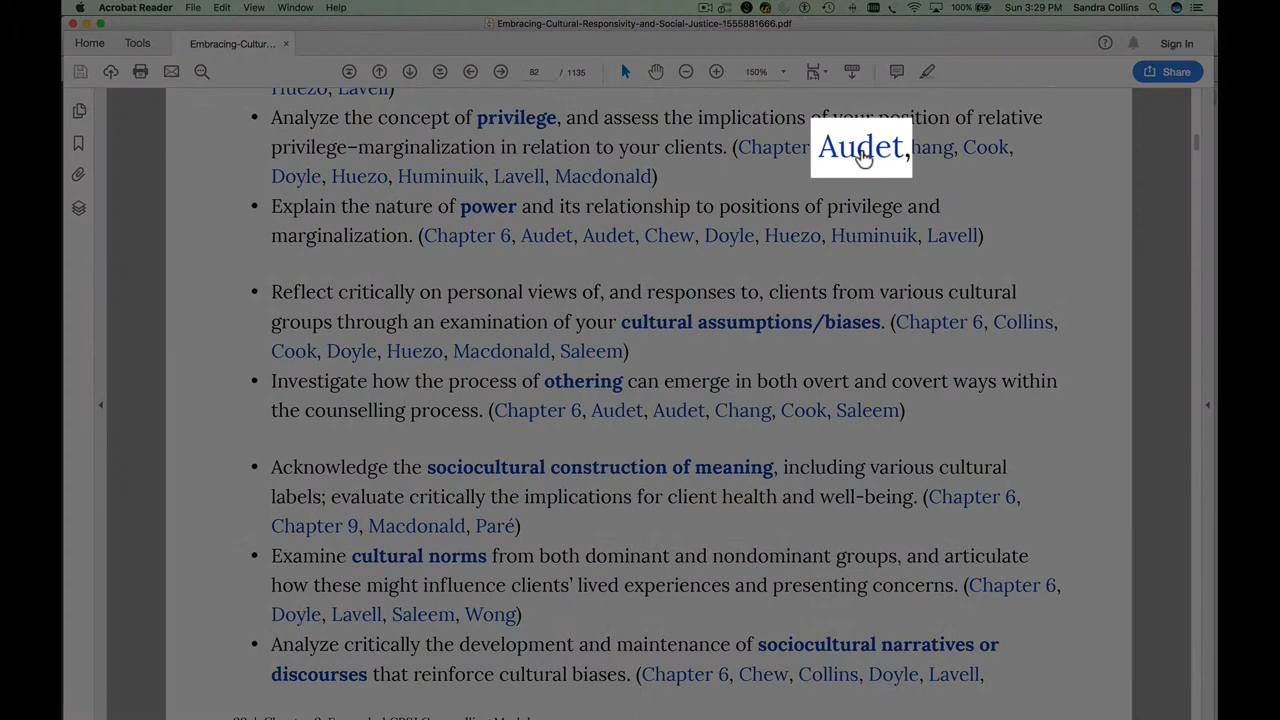 Acrobat Reader File Edit View Window Help 100% Sun 3:29 PM Sandra Collins
Embracing-Cultural-Responsivity-and-Social-Justice-1555881666.pdf
Home Tools Embracing-Cultur... × Sign In
82 / 1135 150% Share
Huezo, Lavell)
• Analyze the concept of privilege, and assess the implications of your position of relative
privilege–marginalization in relation to your clients. (Chapter Audet, hang, Cook,
Doyle, Huezo, Huminuik, Lavell, Macdonald)
• Explain the nature of power and its relationship to positions of privilege and
marginalization. (Chapter 6, Audet, Audet, Chew, Doyle, Huezo, Huminuik, Lavell)
• Reflect critically on personal views of, and responses to, clients from various cultural
groups through an examination of your cultural assumptions/biases. (Chapter 6, Collins,
Cook, Doyle, Huezo, Macdonald, Saleem)
• Investigate how the process of othering can emerge in both overt and covert ways within
the counselling process. (Chapter 6, Audet, Audet, Chang, Cook, Saleem)
• Acknowledge the sociocultural construction of meaning, including various cultural
labels; evaluate critically the implications for client health and well-being. (Chapter 6,
Chapter 9, Macdonald, Paré)
• Examine cultural norms from both dominant and nondominant groups, and articulate
how these might influence clients' lived experiences and presenting concerns. (Chapter 6,
Doyle, Lavell, Saleem, Wong)
• Analyze critically the development and maintenance of sociocultural narratives or
discourses that reinforce cultural biases. (Chapter 6, Chew, Collins, Doyle, Lavell,